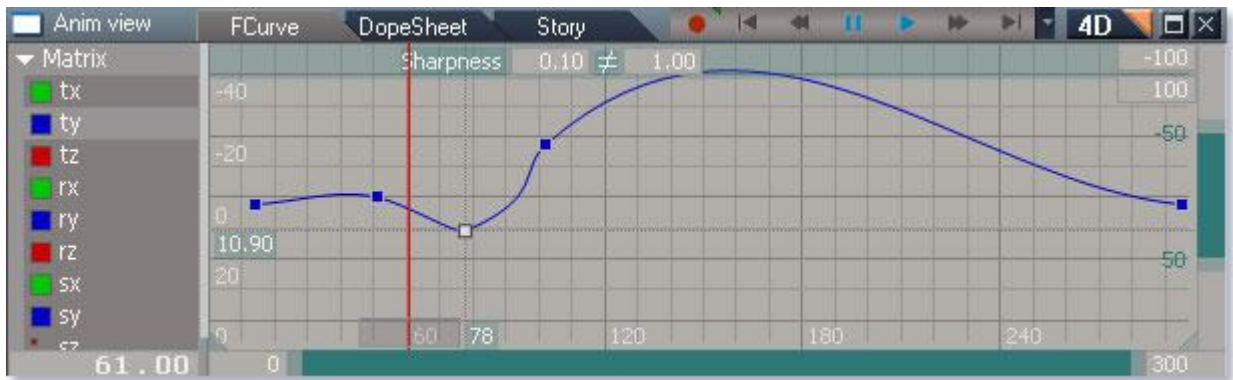 Anim view FCurve DopeSheet Story 4D
Matrix Sharpness 0.10 ≠ 1.00 -100
tx -40 100
ty -50
tz -20
rx
ry 0
rz 10.90 50
sx 20
sy 0 60 78 120 180 240
sz
61.00 0 300